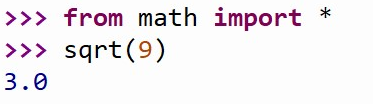 >>> from math import *
>>> sqrt(9)
3.0